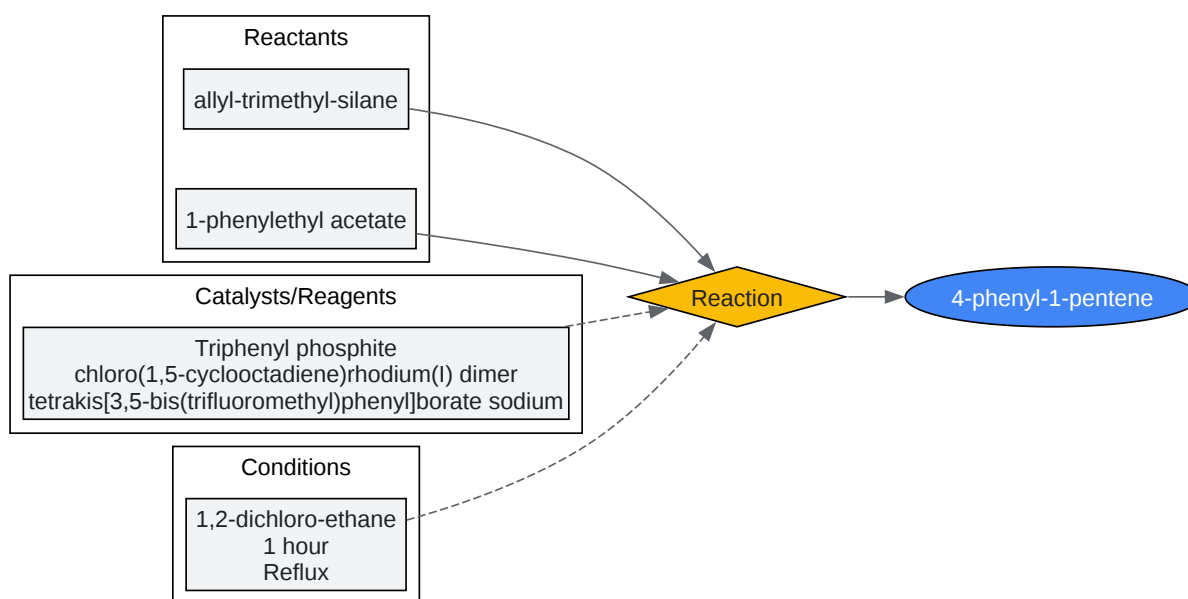 Reactants
allyl-trimethyl-silane
1-phenylethyl acetate
Catalysts/Reagents
Triphenyl phosphite
chloro(1,5-cyclooctadiene)rhodium(I) dimer
tetrakis[3,5-bis(trifluoromethyl)phenyl]borate sodium
Conditions
1,2-dichloro-ethane
1 hour
Reflux
Reaction
4-phenyl-1-pentene